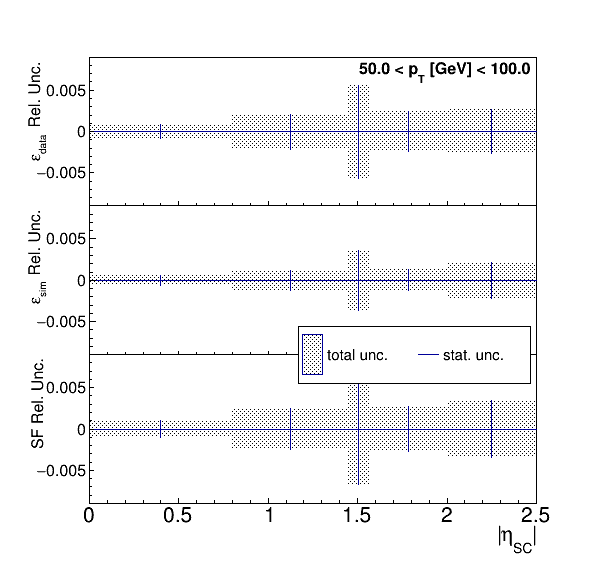 50.0 < p_T [GeV] < 100.0
ε_data Rel. Unc.
0.005
0
−0.005
ε_sim Rel. Unc.
0.005
0
−0.005
total unc.
stat. unc.
SF Rel. Unc.
0.005
0
−0.005
0 0.5 1 1.5 2 2.5
|η_SC|